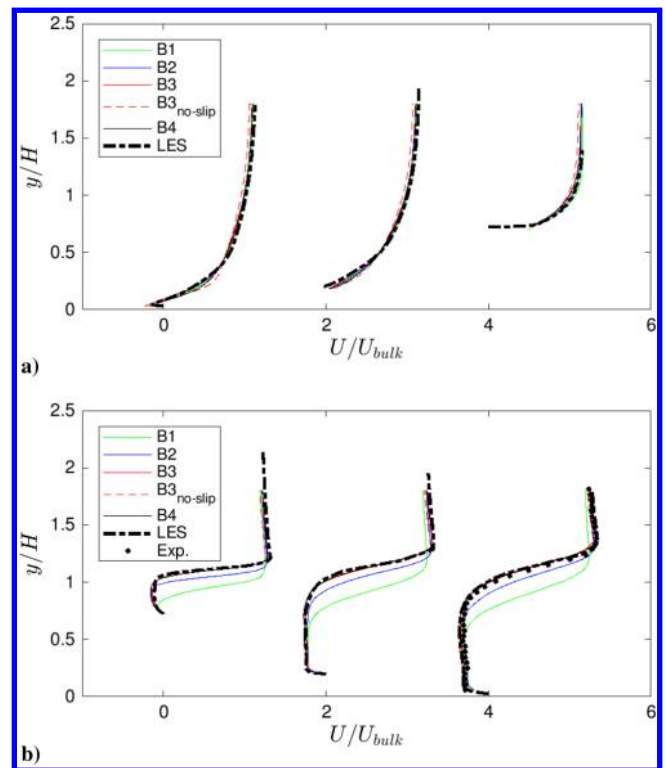 2.5
2
1.5
1
0.5
0
y/H
B1
B2
B3
B3no-slip
B4
LES
0 2 4 6
U/Ubulk
a)
2.5
2
1.5
1
0.5
0
y/H
B1
B2
B3
B3no-slip
B4
LES
Exp.
0 2 4 6
U/Ubulk
b)